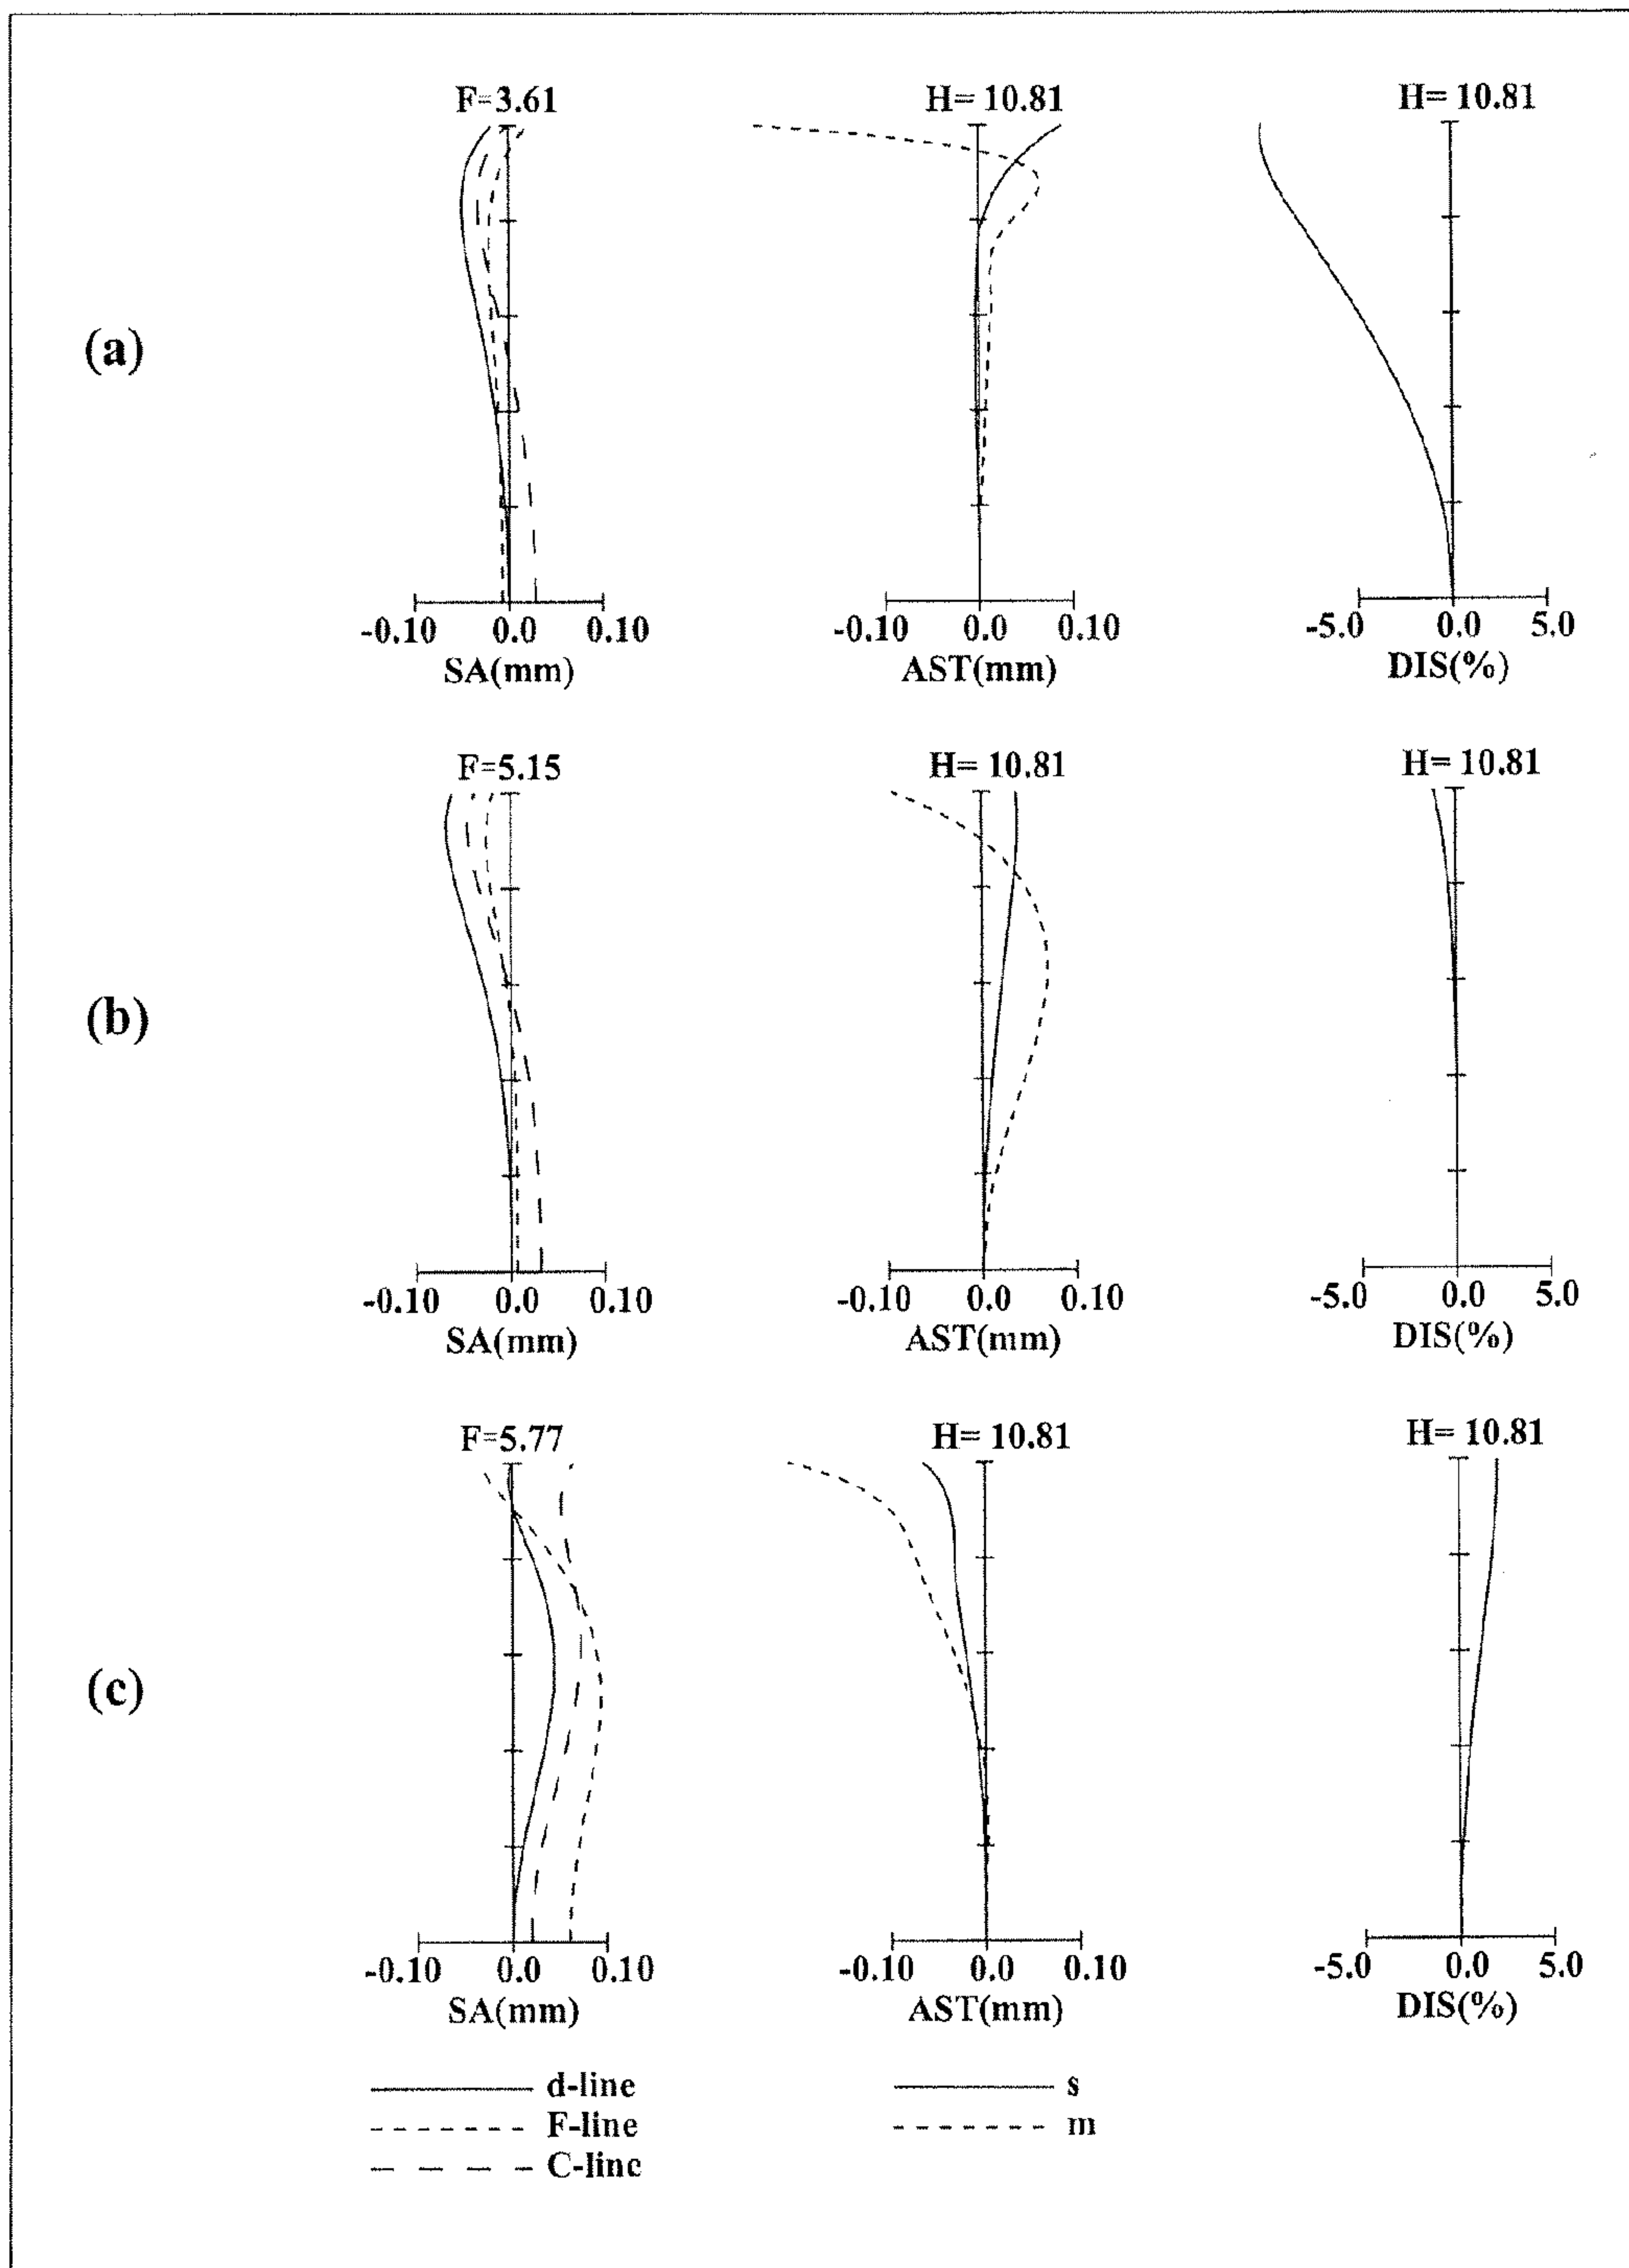 F=3.61 H= 10.81 H= 10.81
(a)
-0.10 0.0 0.10 -0.10 0.0 0.10 -5.0 0.0 5.0
SA(mm) AST(mm) DIS(%)
F=5.15 H= 10.81 H= 10.81
(b)
-0.10 0.0 0.10 -0.10 0.0 0.10 -5.0 0.0 5.0
SA(mm) AST(mm) DIS(%)
F=5.77 H= 10.81 H= 10.81
(c)
-0.10 0.0 0.10 -0.10 0.0 0.10 -5.0 0.0 5.0
SA(mm) AST(mm) DIS(%)
d-line s
F-line m
C-line